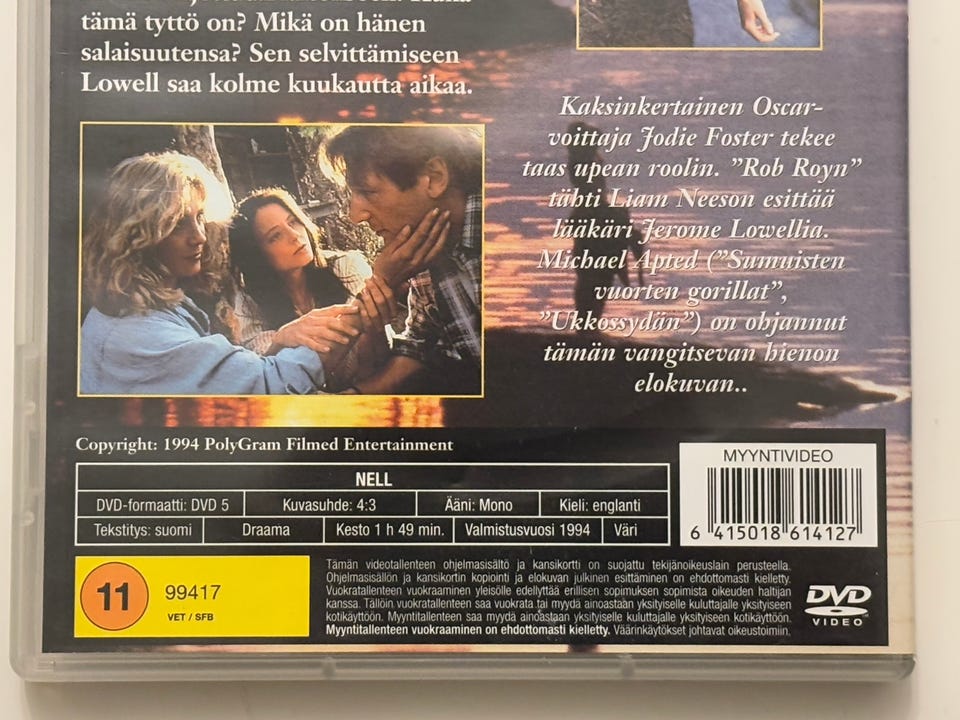 tämä tyttö on? Mikä on hänen
salaisuutensa? Sen selvittämiseen
Lowell saa kolme kuukautta aikaa.
Kaksinkertainen Oscar-
voittaja Jodie Foster tekee
taas upean roolin. ”Rob Royn”
tähti Liam Neeson esittää
lääkäri Jerome Lowellia.
Michael Apted (”Sumuisten
vuorten gorillat”,
”Ukkossydän”) on ohjannut
tämän vangitsevan hienon
elokuvan..
Copyright: 1994 PolyGram Filmed Entertainment
NELL
DVD-formaatti: DVD 5 Kuvasuhde: 4:3 Ääni: Mono Kieli: englanti
Tekstitys: suomi Draama Kesto 1 h 49 min. Valmistusvuosi 1994 Väri
MYYNTIVIDEO
6 415018 614127
11 99417
VET / SFB
Tämän videotallenteen ohjelmasisältö ja kansikortti on suojattu tekijänoikeuslain perusteella.
Ohjelmasisällön ja kansikortin kopiointi ja elokuvan julkinen esittäminen on ehdottomasti kielletty.
Vuokratallenteen vuokraaminen yleisölle edellyttää erillisen sopimuksen sopimista oikeuden haltijan
kanssa. Tällöin vuokratallenteen saa vuokrata tai myydä ainoastaan yksityiselle kuluttajalle yksityiseen
kotikäyttöön. Myyntitallenteen saa myydä ainoastaan yksityiselle kuluttajalle yksityiseen kotikäyttöön.
Myyntitallenteen vuokraaminen on ehdottomasti kielletty. Väärinkäytökset johtavat oikeustoimiin.
DVD
VIDEO